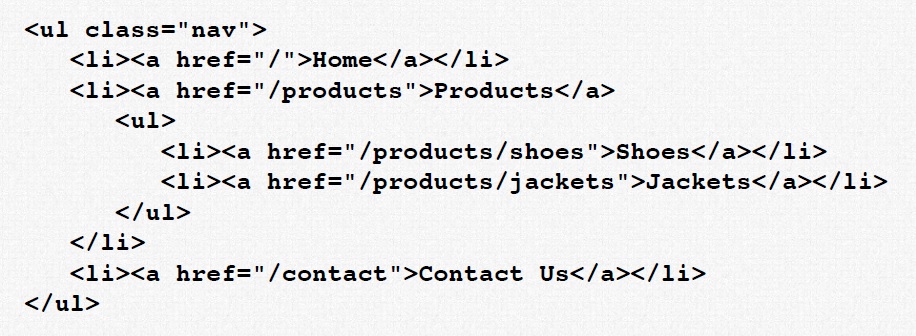 <ul class="nav">
   <li><a href="/">Home</a></li>
   <li><a href="/products">Products</a>
      <ul>
         <li><a href="/products/shoes">Shoes</a></li>
         <li><a href="/products/jackets">Jackets</a></li>
      </ul>
   </li>
   <li><a href="/contact">Contact Us</a></li>
</ul>